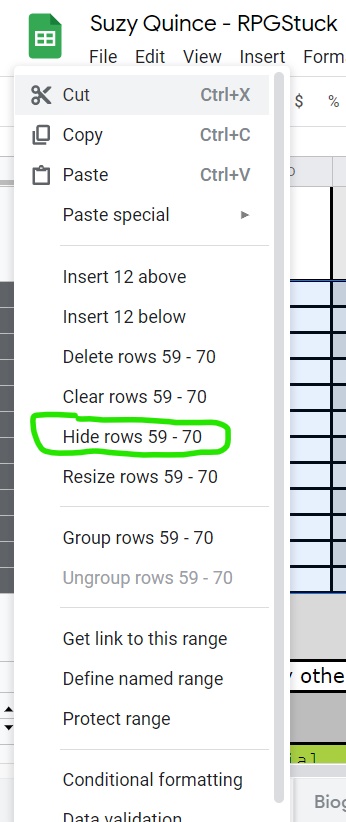 Suzy Quince - RPGStuck
File Edit View Insert Form
$ %
Cut Ctrl+X
Copy Ctrl+C
Paste Ctrl+V
Paste special
Insert 12 above
Insert 12 below
Delete rows 59 - 70
Clear rows 59 - 70
Hide rows 59 - 70
Resize rows 59 - 70
Group rows 59 - 70
Ungroup rows 59 - 70
Get link to this range
Define named range
y othe
Protect range
ial
Conditional formatting
Biog
Data validation